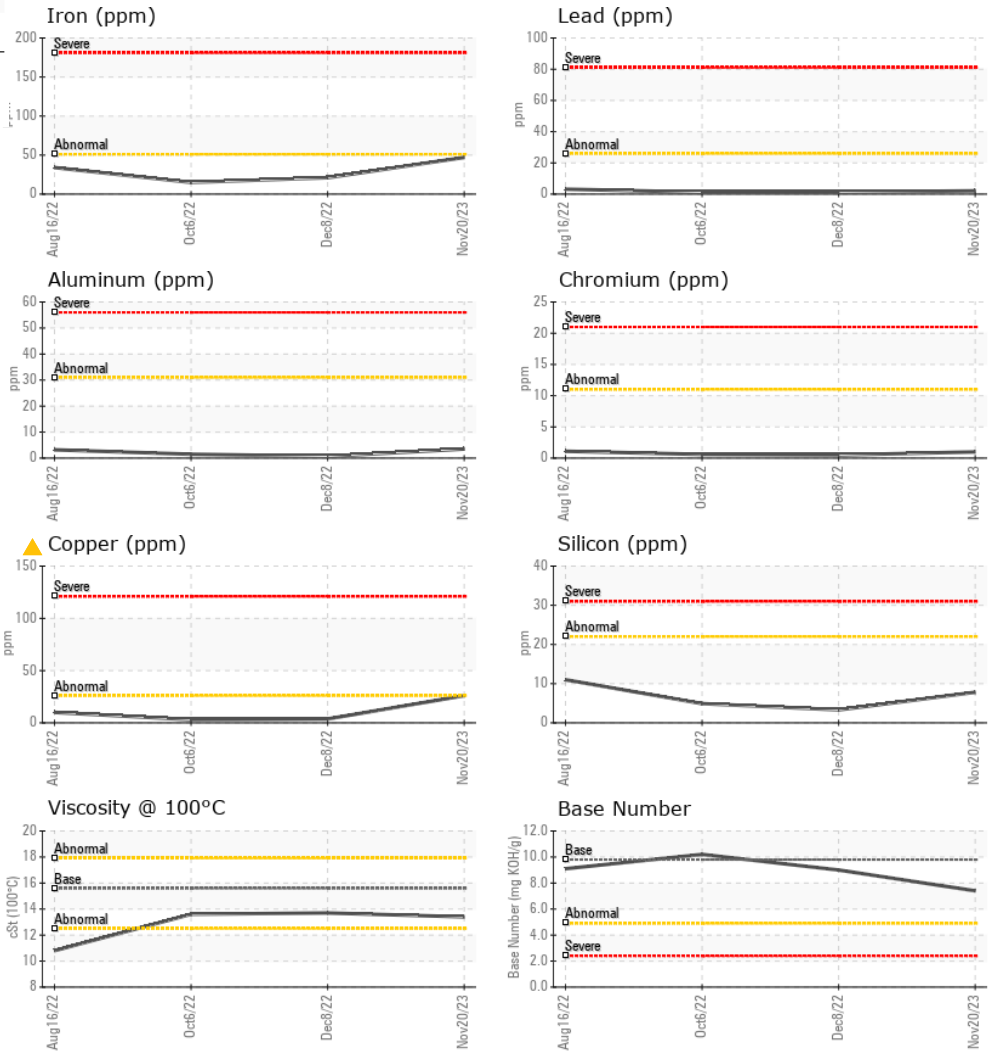 Iron (ppm)
200
150
100
50
0
Severe
Abnormal
Aug16/22
Oct6/22
Dec8/22
Nov20/23
Lead (ppm)
ppm
100
80
60
40
20
0
Severe
Abnormal
Aug16/22
Oct6/22
Dec8/22
Nov20/23
Aluminum (ppm)
ppm
60
50
40
30
20
10
0
Severe
Abnormal
Aug16/22
Oct6/22
Dec8/22
Nov20/23
Chromium (ppm)
ppm
25
20
15
10
5
0
Severe
Abnormal
Aug16/22
Oct6/22
Dec8/22
Nov20/23
Copper (ppm)
ppm
150
100
50
0
Severe
Abnormal
Aug16/22
Oct6/22
Dec8/22
Nov20/23
Silicon (ppm)
ppm
40
30
20
10
0
Severe
Abnormal
Aug16/22
Oct6/22
Dec8/22
Nov20/23
Viscosity @ 100°C
cSt (100°C)
20
18
16
14
12
10
8
Abnormal
Base
Abnormal
Aug16/22
Oct6/22
Dec8/22
Nov20/23
Base Number
Base Number (mg KOH/g)
12.0
10.0
8.0
6.0
4.0
2.0
0.0
Base
Abnormal
Severe
Aug16/22
Oct6/22
Dec8/22
Nov20/23